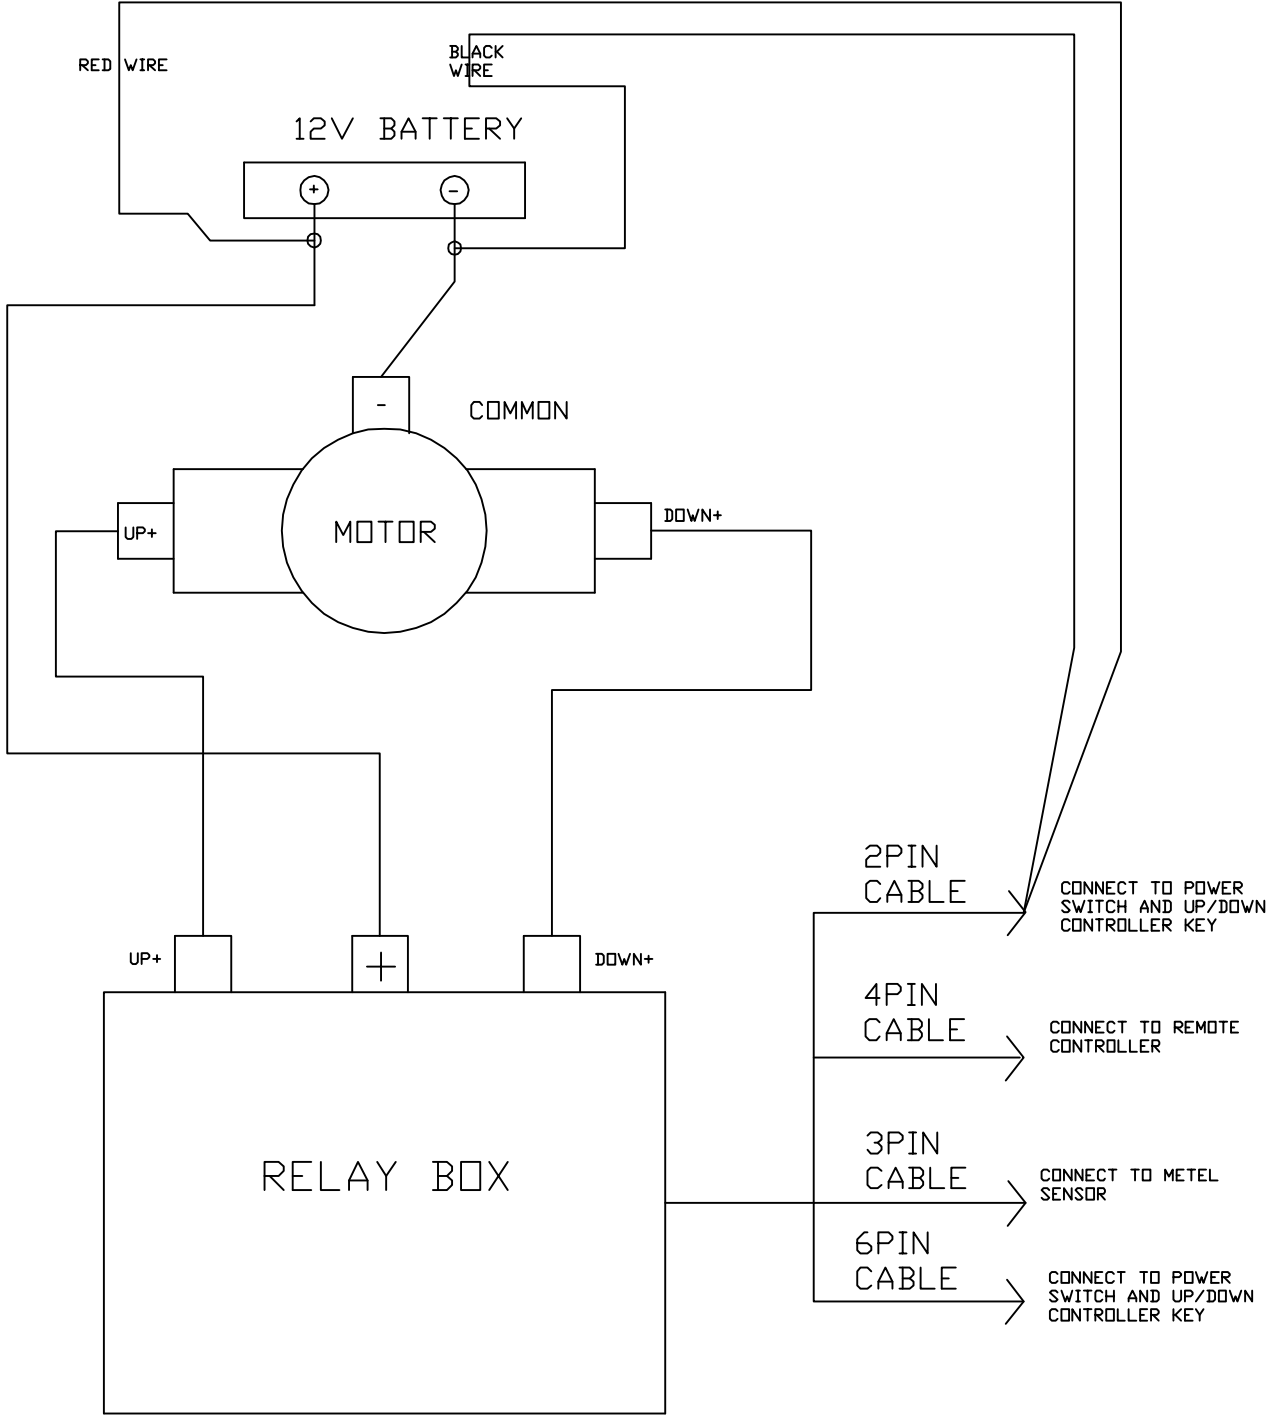 RED WIRE
BLACK
WIRE
12V BATTERY
+
-
-
COMMON
MOTOR
UP+
DOWN+
2PIN
CABLE
CONNECT TO POWER
SWITCH AND UP/DOWN
CONTROLLER KEY
UP+
+
DOWN+
4PIN
CABLE
CONNECT TO REMOTE
CONTROLLER
RELAY BOX
3PIN
CABLE
CONNECT TO METEL
SENSOR
6PIN
CABLE
CONNECT TO POWER
SWITCH AND UP/DOWN
CONTROLLER KEY